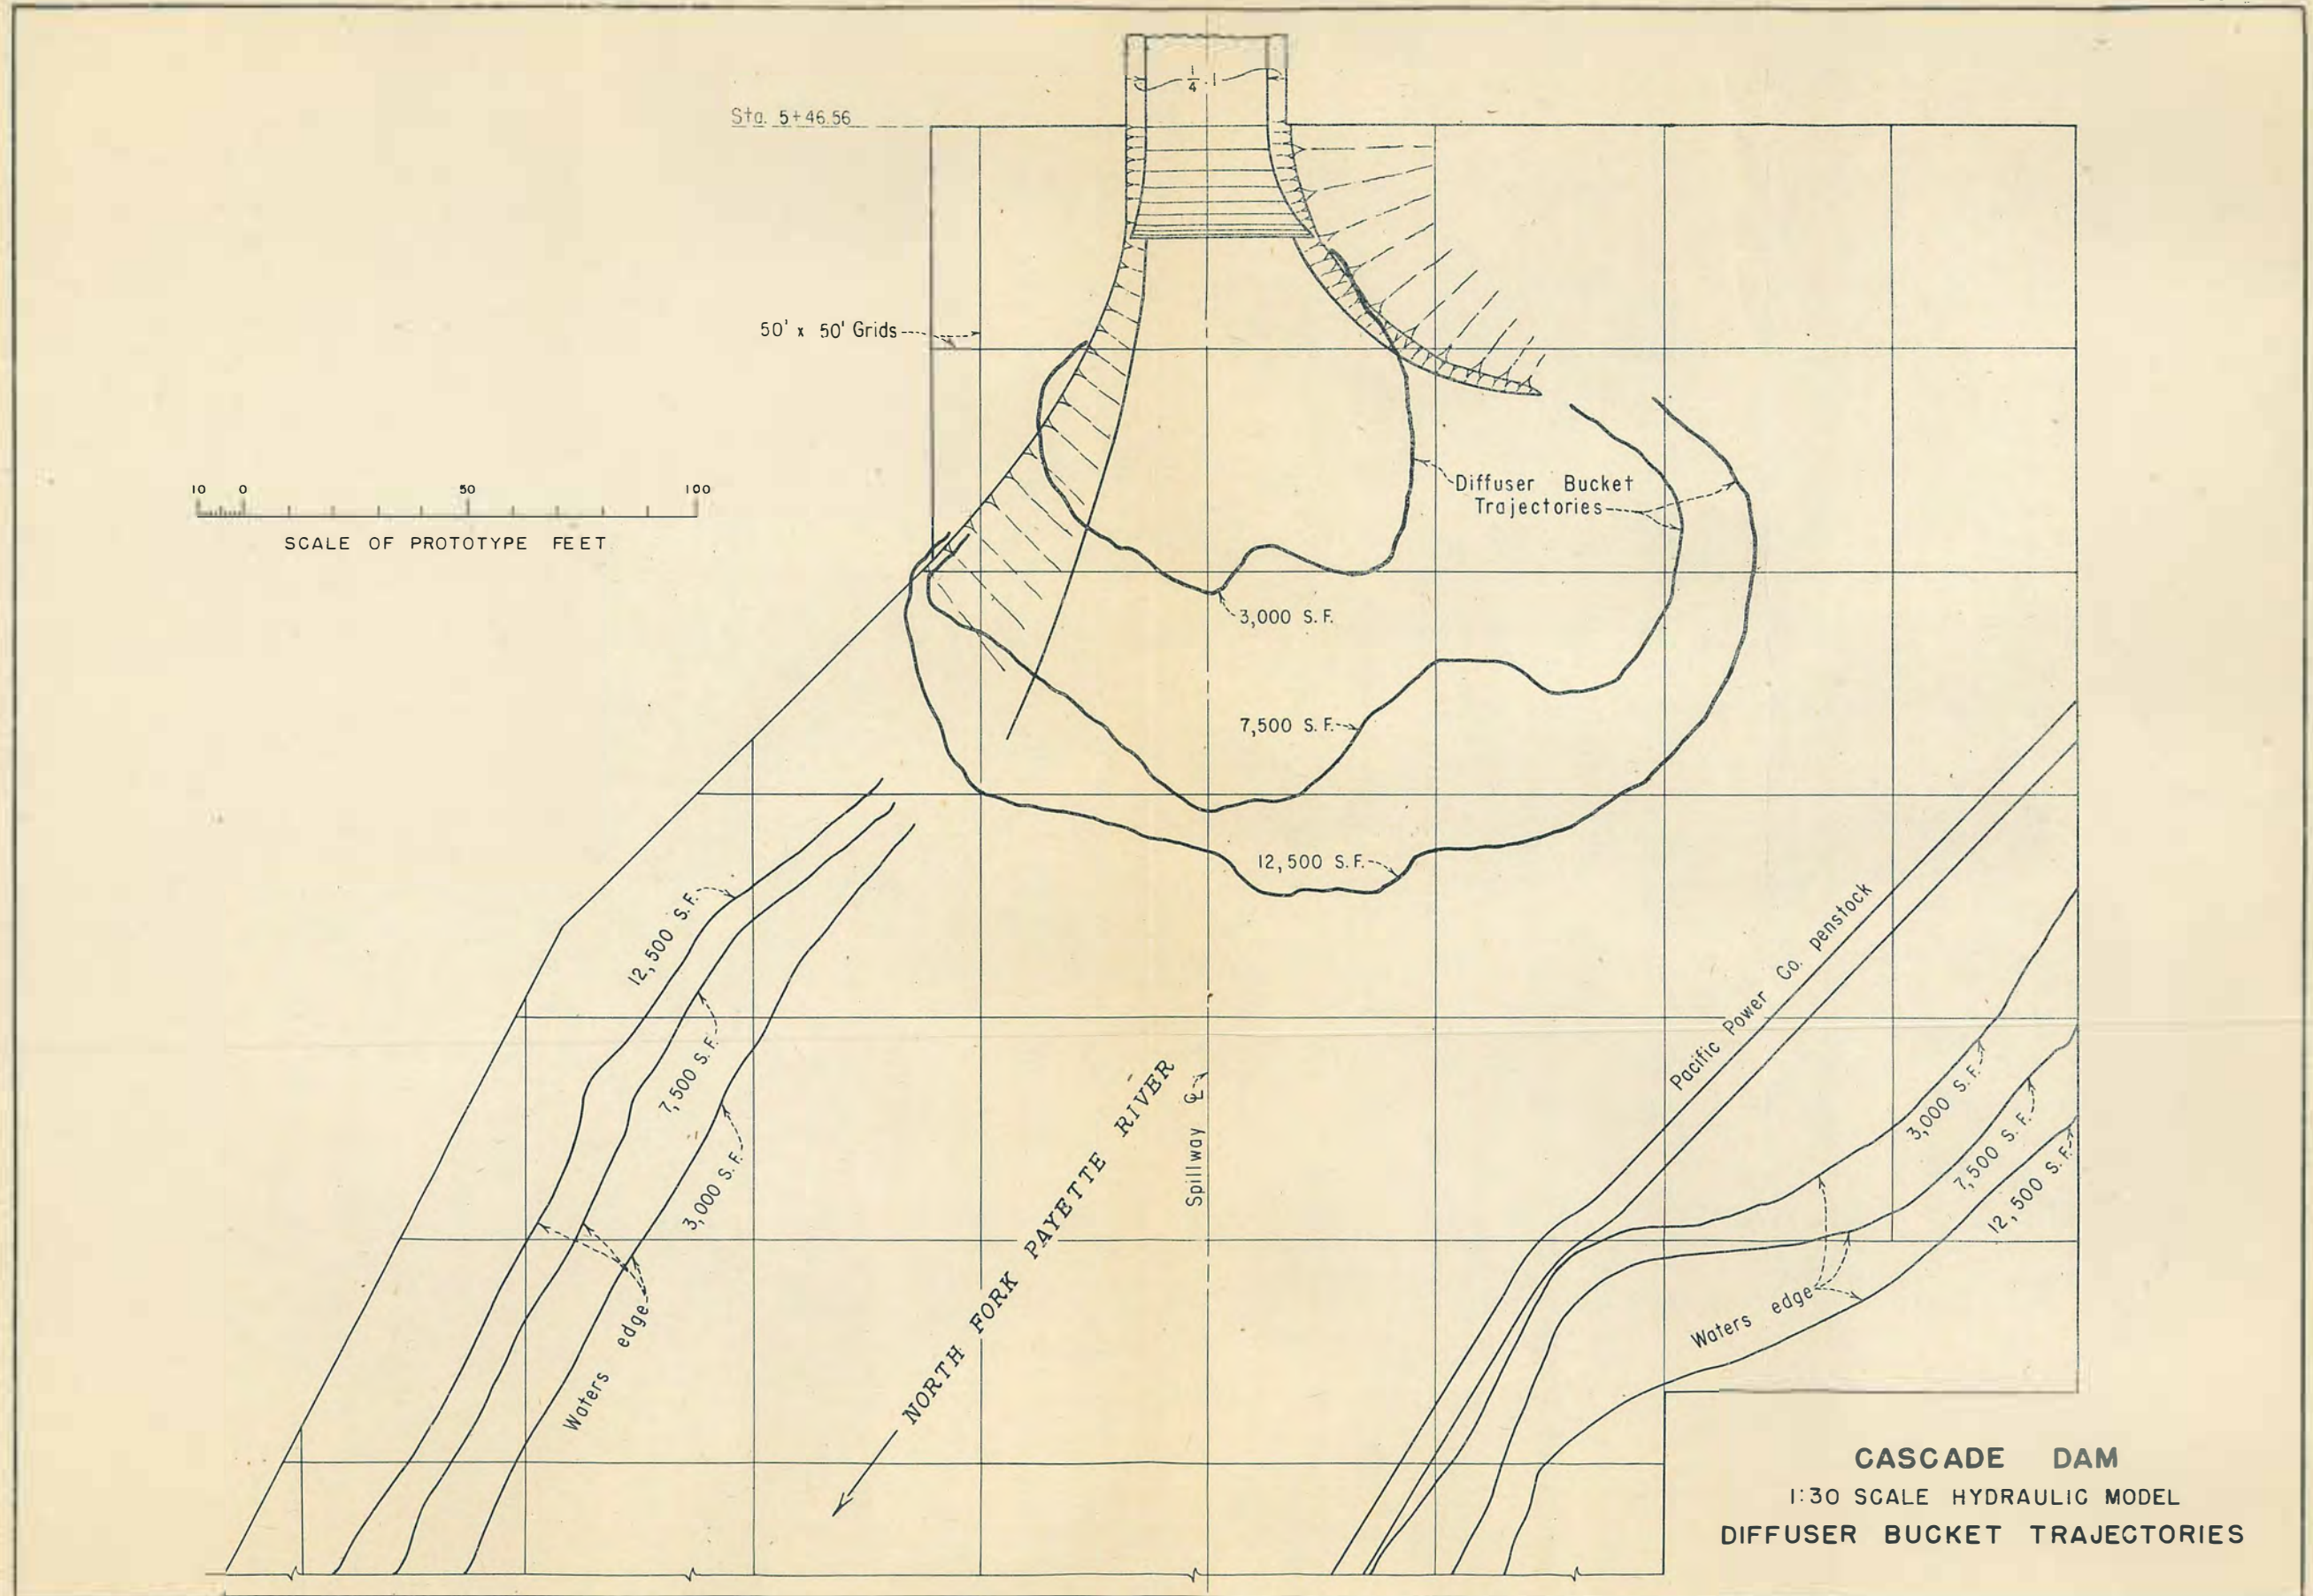 1/4:1
Sta. 5+46.56
50' x 50' Grids
10 0 50 100
SCALE OF PROTOTYPE FEET
Diffuser Bucket
Trajectories
3,000 S.F.
7,500 S.F.
12,500 S.F.
12,500 S.F.
7,500 S.F.
3,000 S.F.
Waters edge
NORTH FORK PAYETTE RIVER
Spillway ℄
Pacific Power Co. penstock
3,000 S.F.
7,500 S.F.
12,500 S.F.
Waters edge
CASCADE DAM
1:30 SCALE HYDRAULIC MODEL
DIFFUSER BUCKET TRAJECTORIES